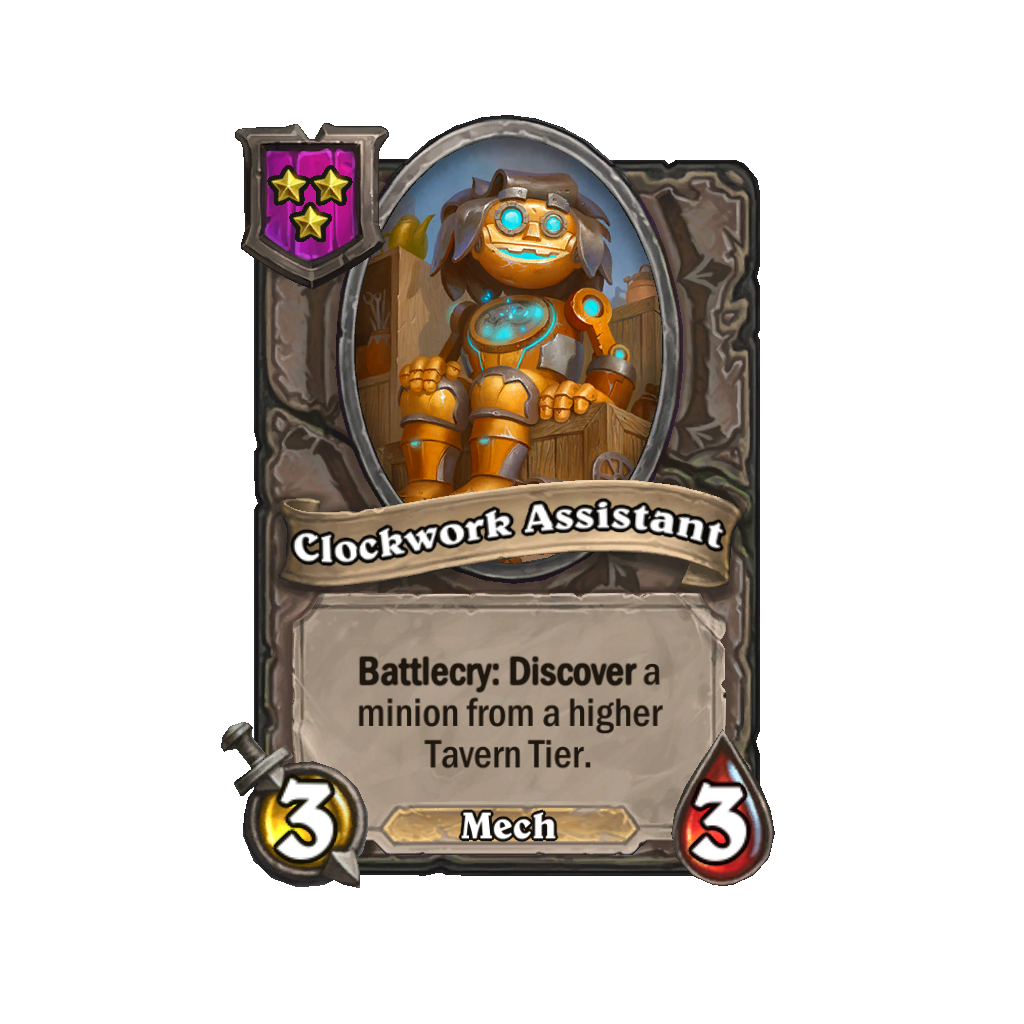 Clockwork Assistant
Battlecry: Discover a
minion from a higher
Tavern Tier.
3
Mech
3